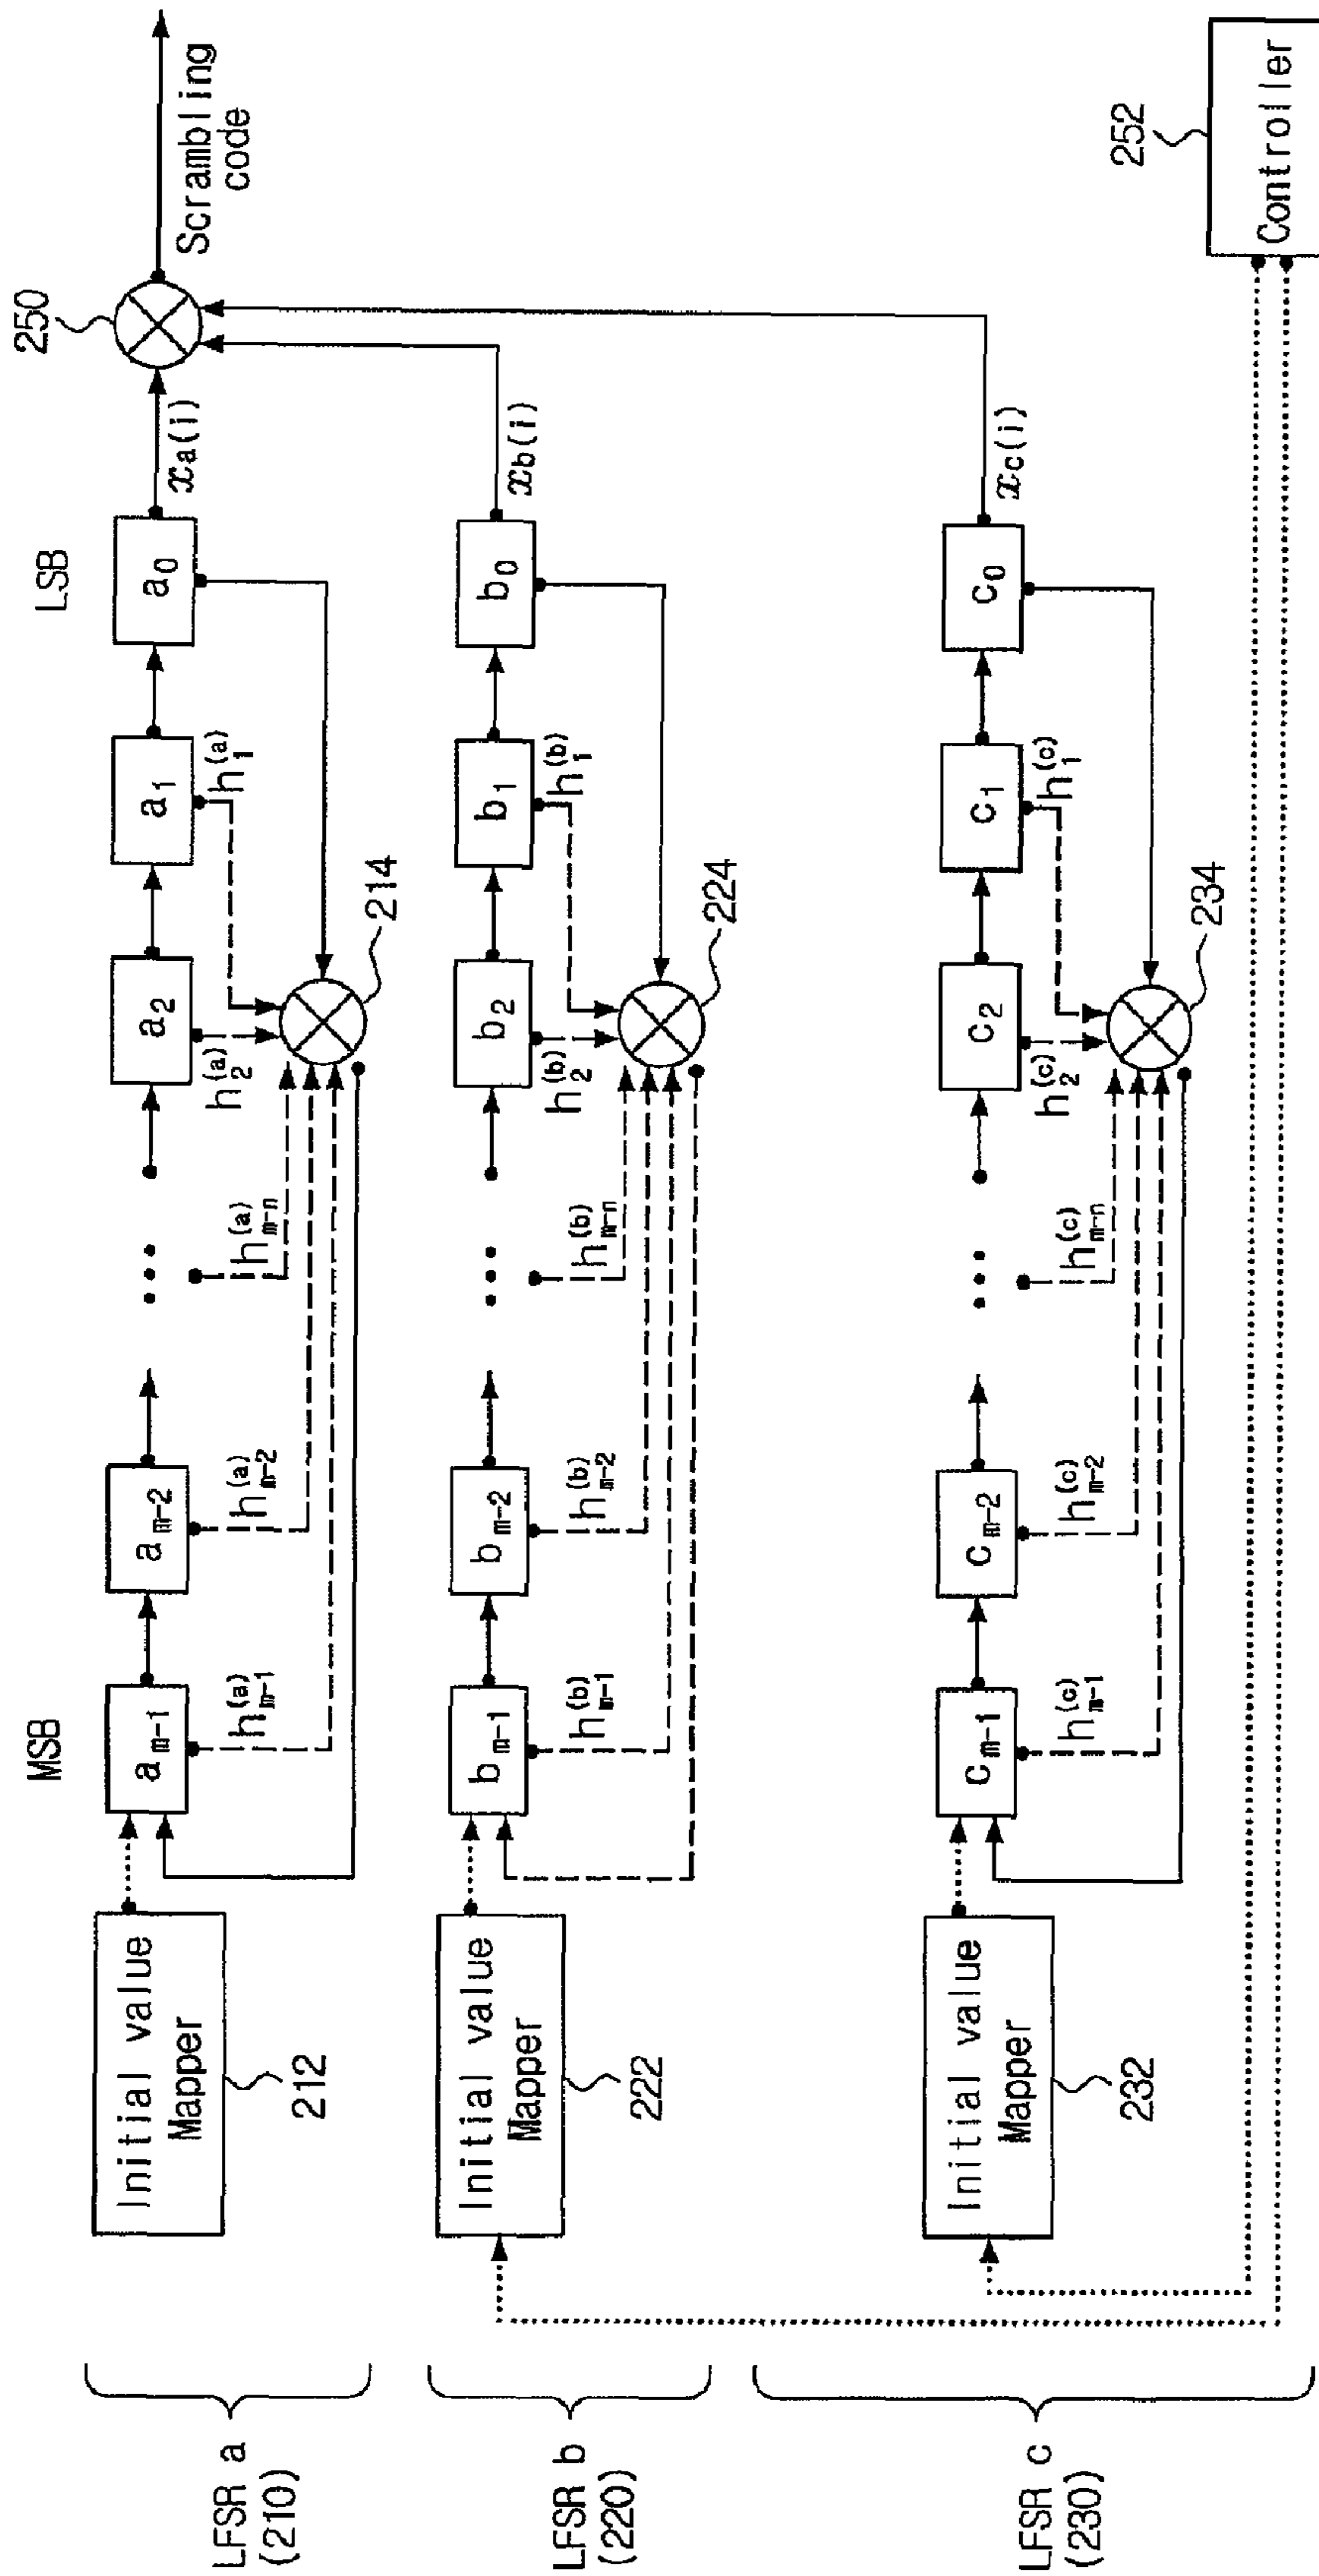 MSB
LSB
LFSR a
(210)
Initial value
Mapper
212
a_{m-1}
a_{m-2}
...
a_2
a_1
a_0
x_{a(i)}
250
Scrambling
code
h_{m-1}^{(a)}
h_{m-2}^{(a)}
h_{m-n}^{(a)}
h_2^{(a)}
h_1^{(a)}
214
LFSR b
(220)
Initial value
Mapper
222
b_{m-1}
b_{m-2}
...
b_2
b_1
b_0
x_{b(i)}
h_{m-1}^{(b)}
h_{m-2}^{(b)}
h_{m-n}^{(b)}
h_2^{(b)}
h_1^{(b)}
224
LFSR c
(230)
Initial value
Mapper
232
c_{m-1}
c_{m-2}
...
c_2
c_1
c_0
x_{c(i)}
h_{m-1}^{(c)}
h_{m-2}^{(c)}
h_{m-n}^{(c)}
h_2^{(c)}
h_1^{(c)}
234
252
Controller